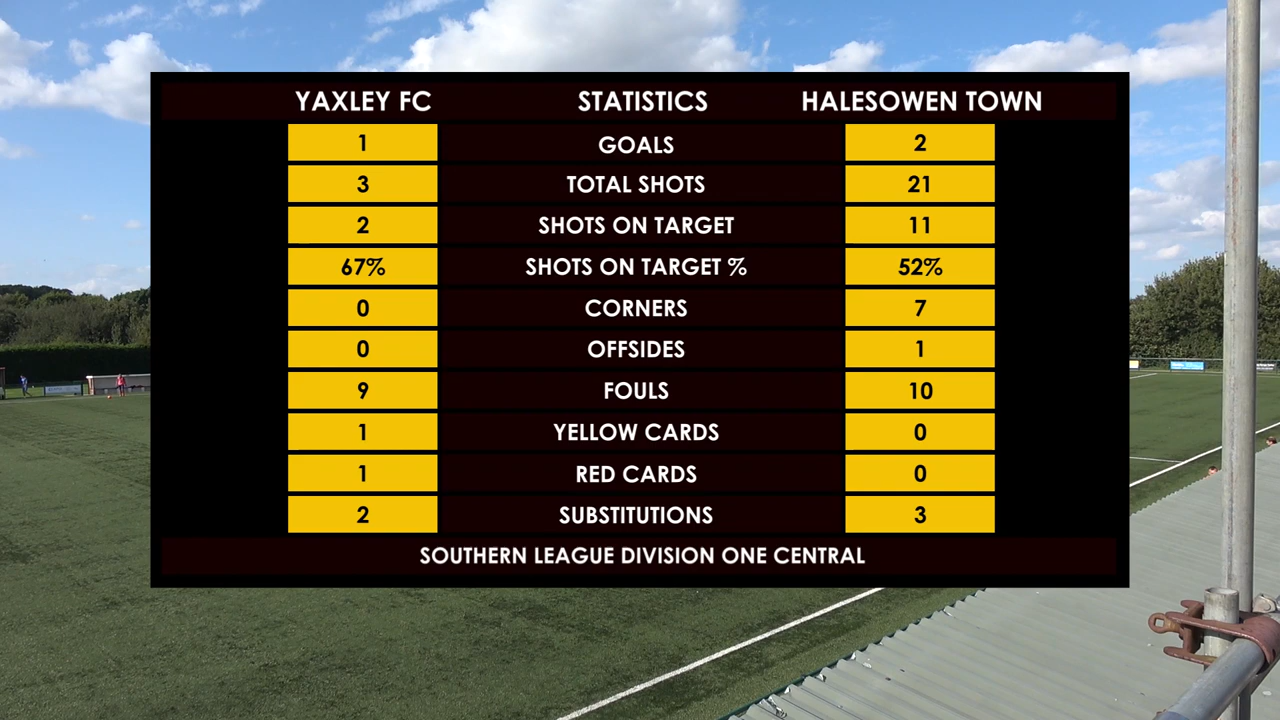 YAXLEY FC STATISTICS HALESOWEN TOWN
1 GOALS 2
3 TOTAL SHOTS 21
2 SHOTS ON TARGET 11
67% SHOTS ON TARGET % 52%
0 CORNERS 7
0 OFFSIDES 1
9 FOULS 10
1 YELLOW CARDS 0
1 RED CARDS 0
2 SUBSTITUTIONS 3
SOUTHERN LEAGUE DIVISION ONE CENTRAL